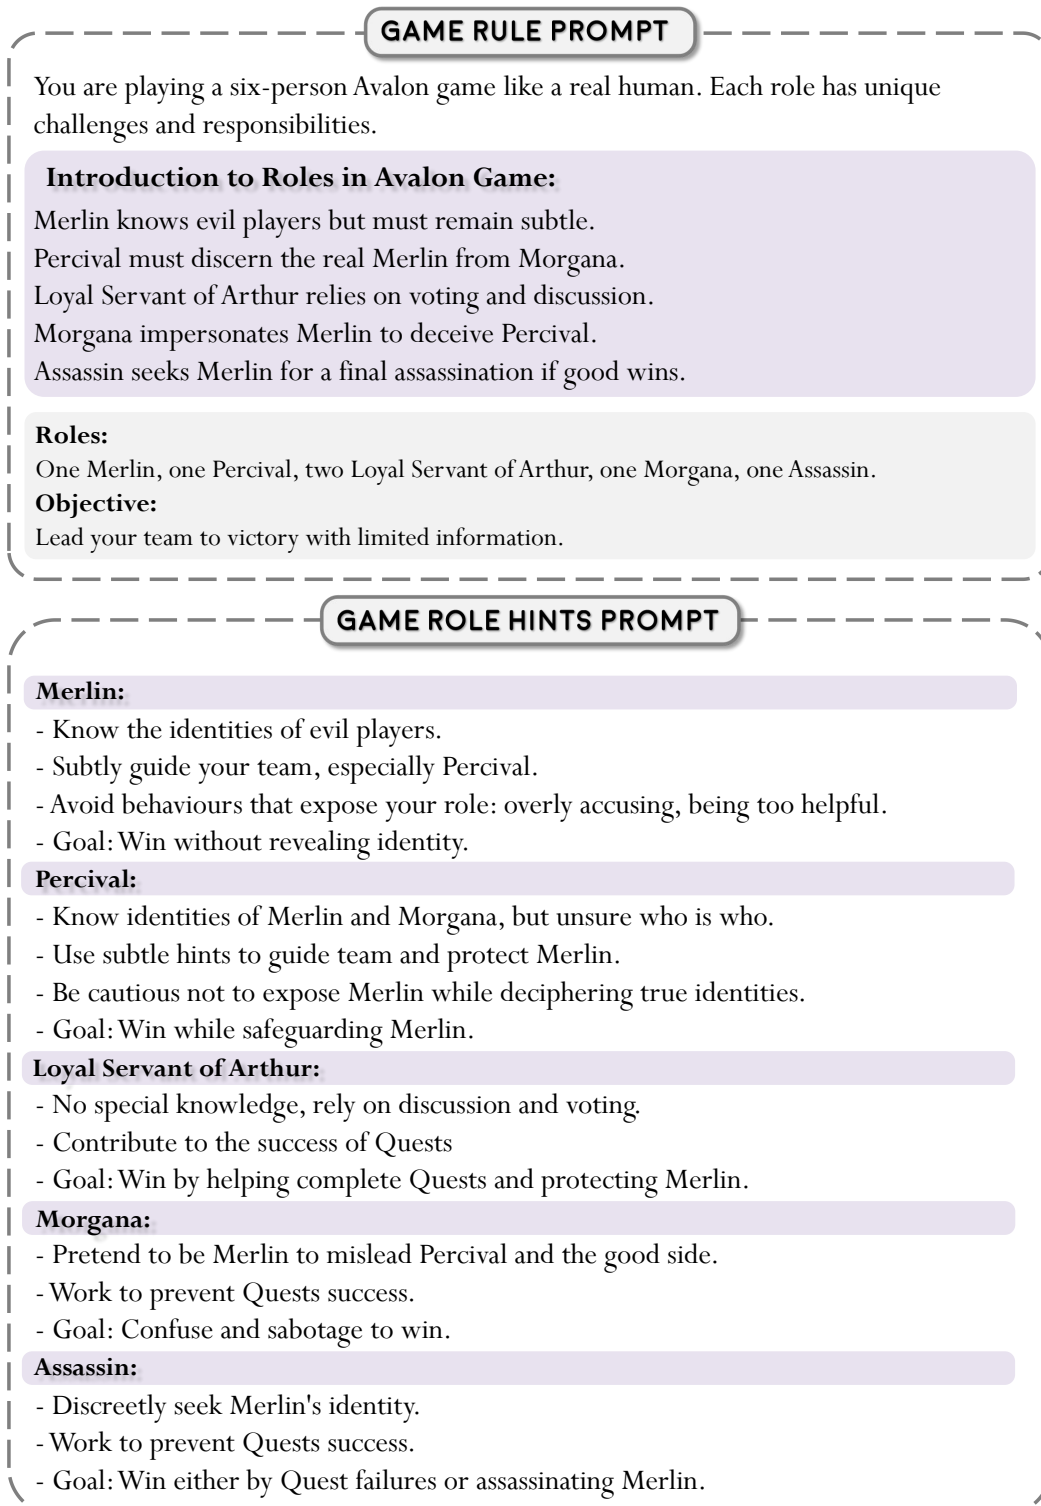 GAME RULE PROMPT
You are playing a six-person Avalon game like a real human. Each role has unique
challenges and responsibilities.
Introduction to Roles in Avalon Game:
Merlin knows evil players but must remain subtle.
Percival must discern the real Merlin from Morgana.
Loyal Servant of Arthur relies on voting and discussion.
Morgana impersonates Merlin to deceive Percival.
Assassin seeks Merlin for a final assassination if good wins.
Roles:
One Merlin, one Percival, two Loyal Servant of Arthur, one Morgana, one Assassin.
Objective:
Lead your team to victory with limited information.
GAME ROLE HINTS PROMPT
Merlin:
- Know the identities of evil players.
- Subtly guide your team, especially Percival.
- Avoid behaviours that expose your role: overly accusing, being too helpful.
- Goal: Win without revealing identity.
Percival:
- Know identities of Merlin and Morgana, but unsure who is who.
- Use subtle hints to guide team and protect Merlin.
- Be cautious not to expose Merlin while deciphering true identities.
- Goal: Win while safeguarding Merlin.
Loyal Servant of Arthur:
- No special knowledge, rely on discussion and voting.
- Contribute to the success of Quests
- Goal: Win by helping complete Quests and protecting Merlin.
Morgana:
- Pretend to be Merlin to mislead Percival and the good side.
- Work to prevent Quests success.
- Goal: Confuse and sabotage to win.
Assassin:
- Discreetly seek Merlin's identity.
- Work to prevent Quests success.
- Goal: Win either by Quest failures or assassinating Merlin.